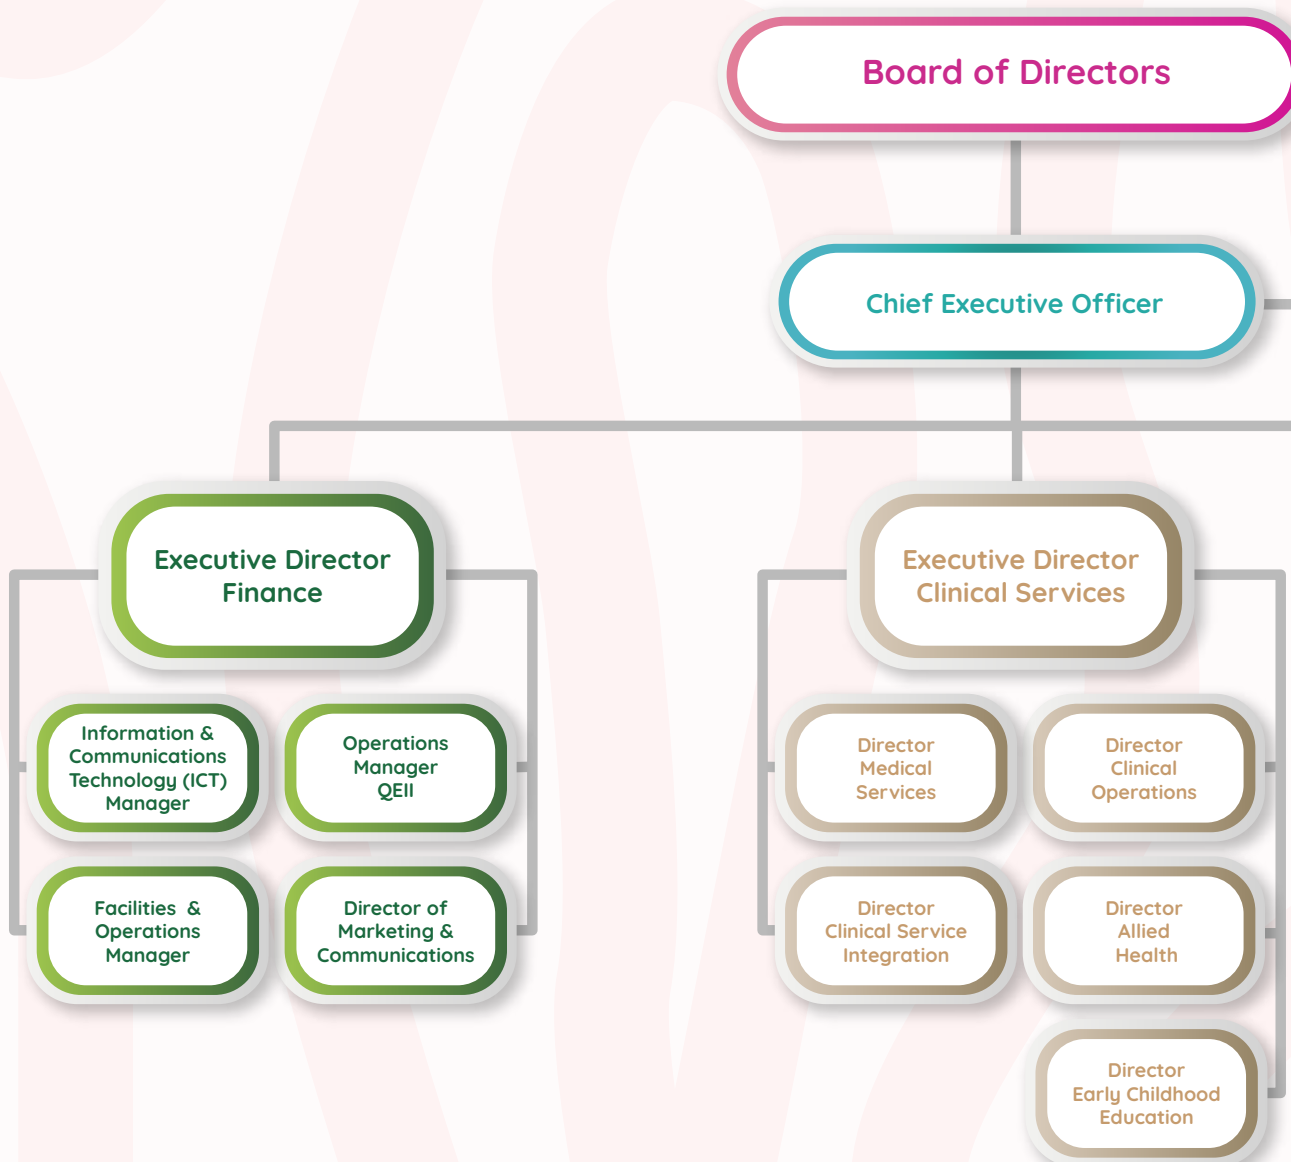 Board of Directors
Chief Executive Officer
Executive Director
Finance
Executive Director
Clinical Services
Information &
Communications
Technology (ICT)
Manager
Operations
Manager
QEII
Director
Medical
Services
Director
Clinical
Operations
Facilities  &
Operations
Manager
Director of
Marketing &
Communications
Director
Clinical Service
Integration
Director
Allied
Health
Director
Early Childhood
Education